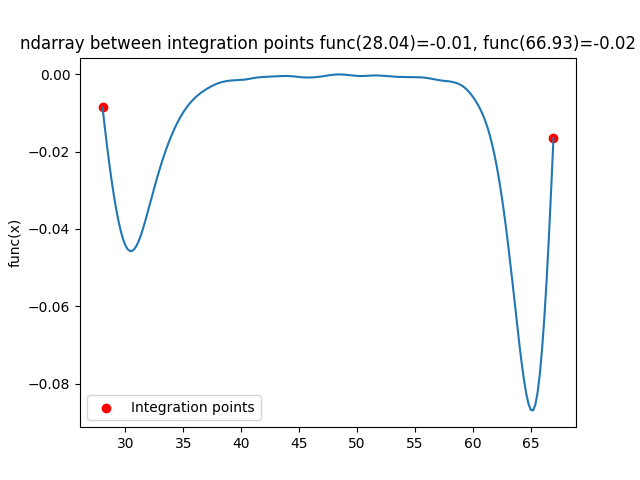 ndarray between integration points func(28.04)=-0.01, func(66.93)=-0.02
func(x)
0.00
−0.02
−0.04
−0.06
−0.08
Integration points
30 35 40 45 50 55 60 65